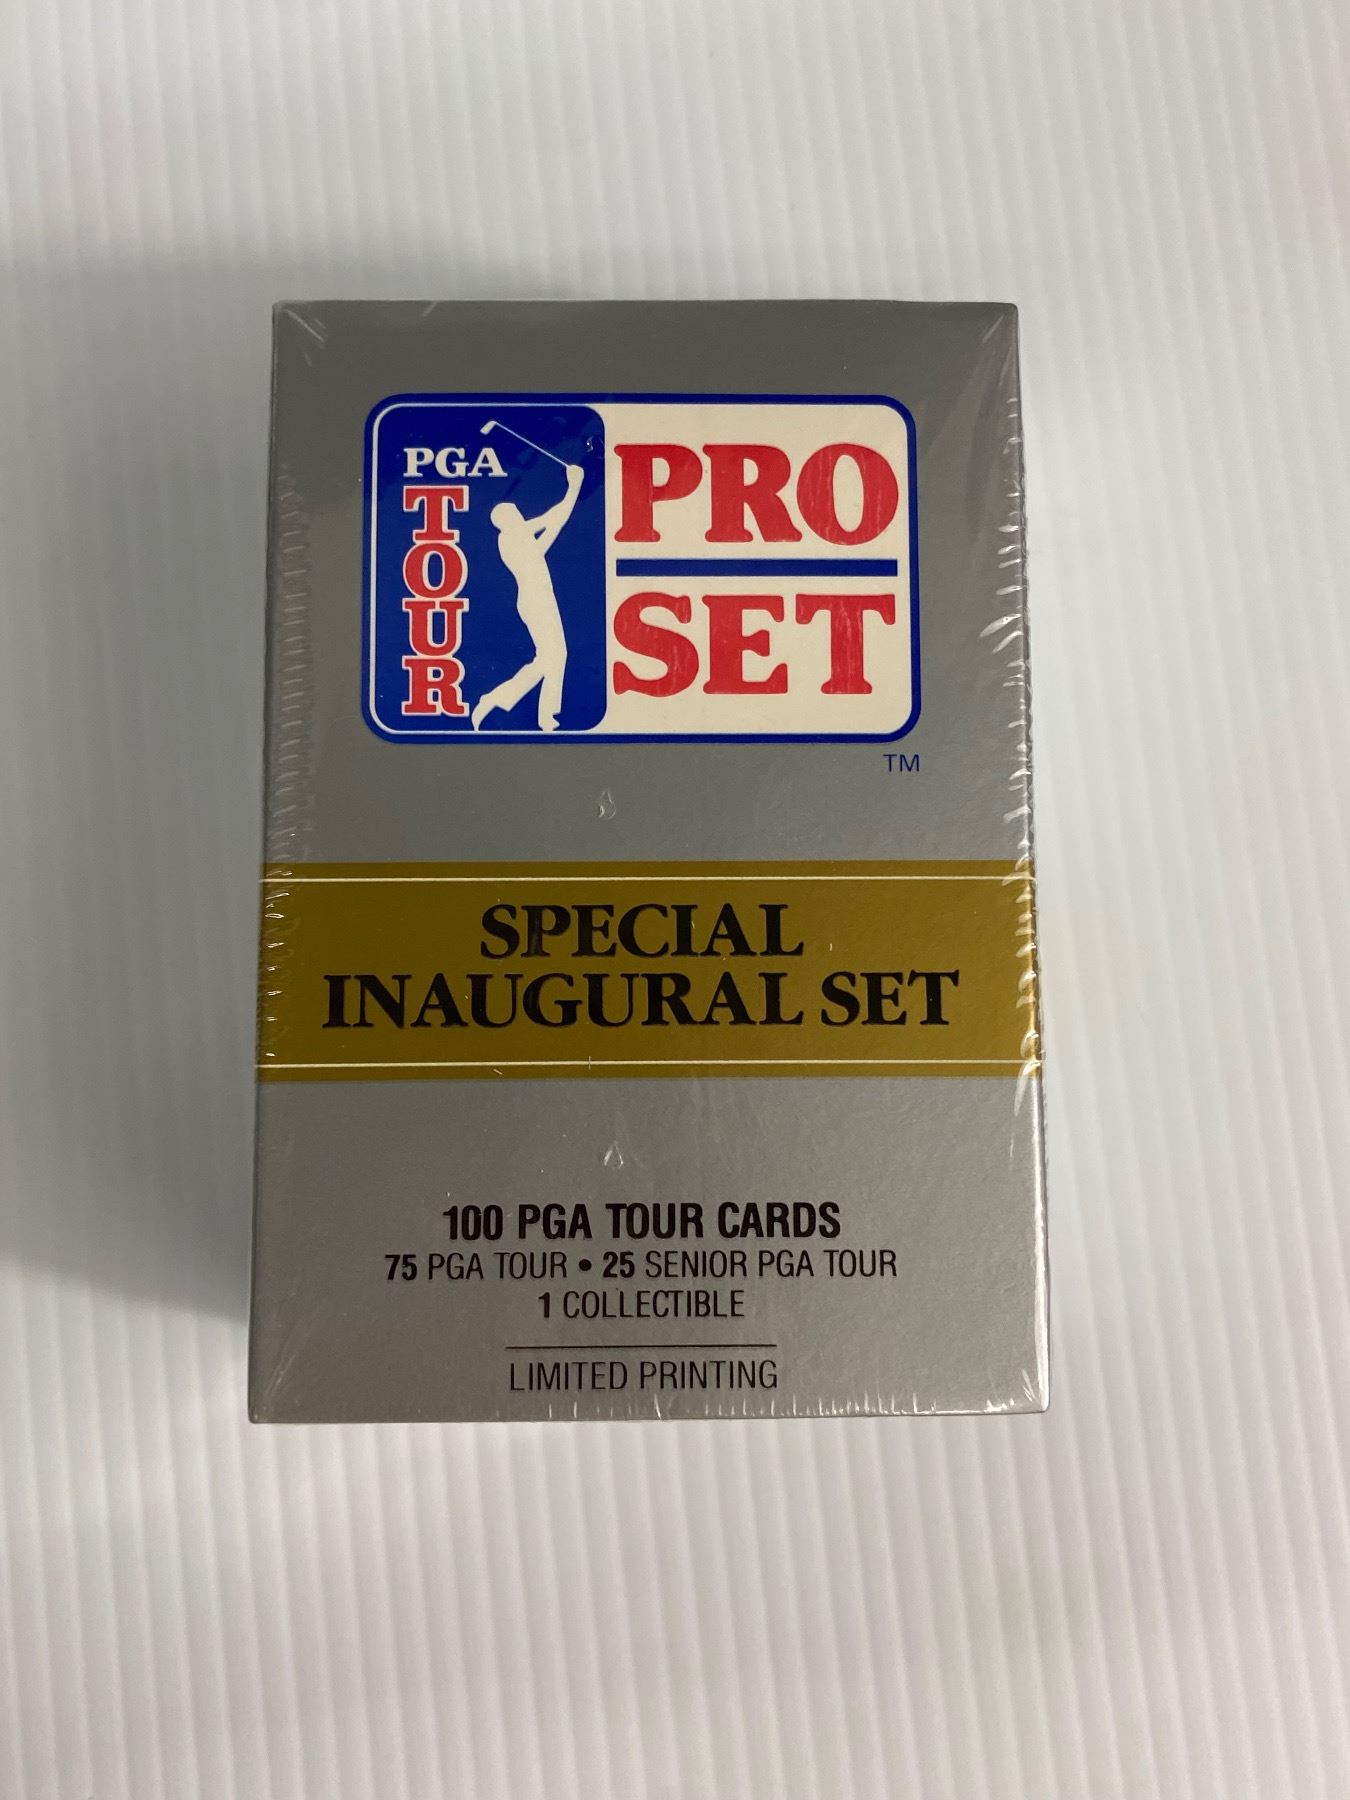 PGA
TOUR
PRO
SET
TM
SPECIAL
INAUGURAL SET
100 PGA TOUR CARDS
75 PGA TOUR • 25 SENIOR PGA TOUR
1 COLLECTIBLE
LIMITED PRINTING